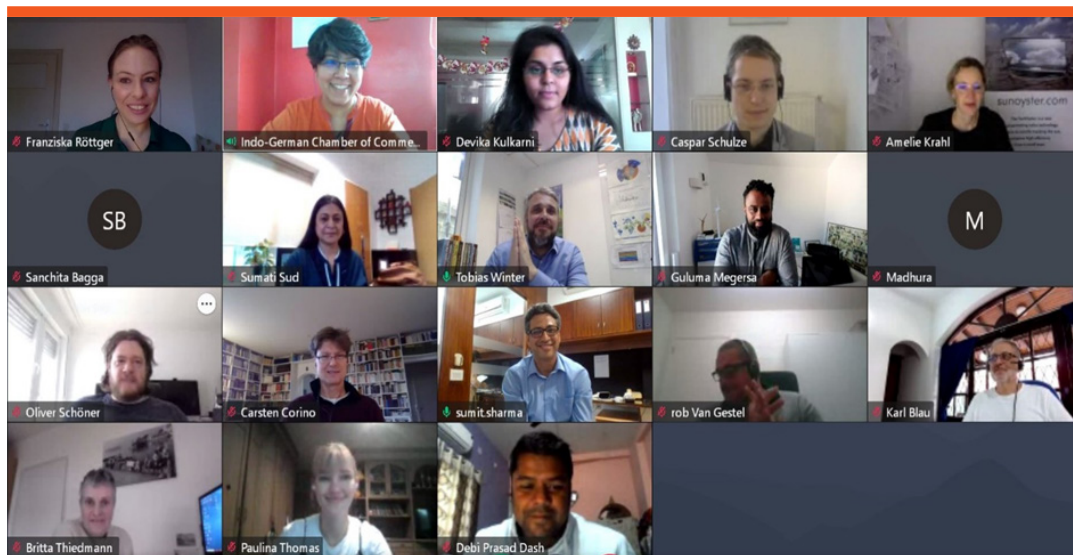 Franziska Röttger
Indo-German Chamber of Comme...
Devika Kulkarni
Caspar Schulze
sunoyster.com
Amelie Krahl
SB
Sanchita Bagga
Sumati Sud
Tobias Winter
Guluma Megersa
M
Madhura
Oliver Schöner
Carsten Corino
sumit.sharma
rob Van Gestel
Karl Blau
Britta Thiedmann
Paulina Thomas
Debi Prasad Dash